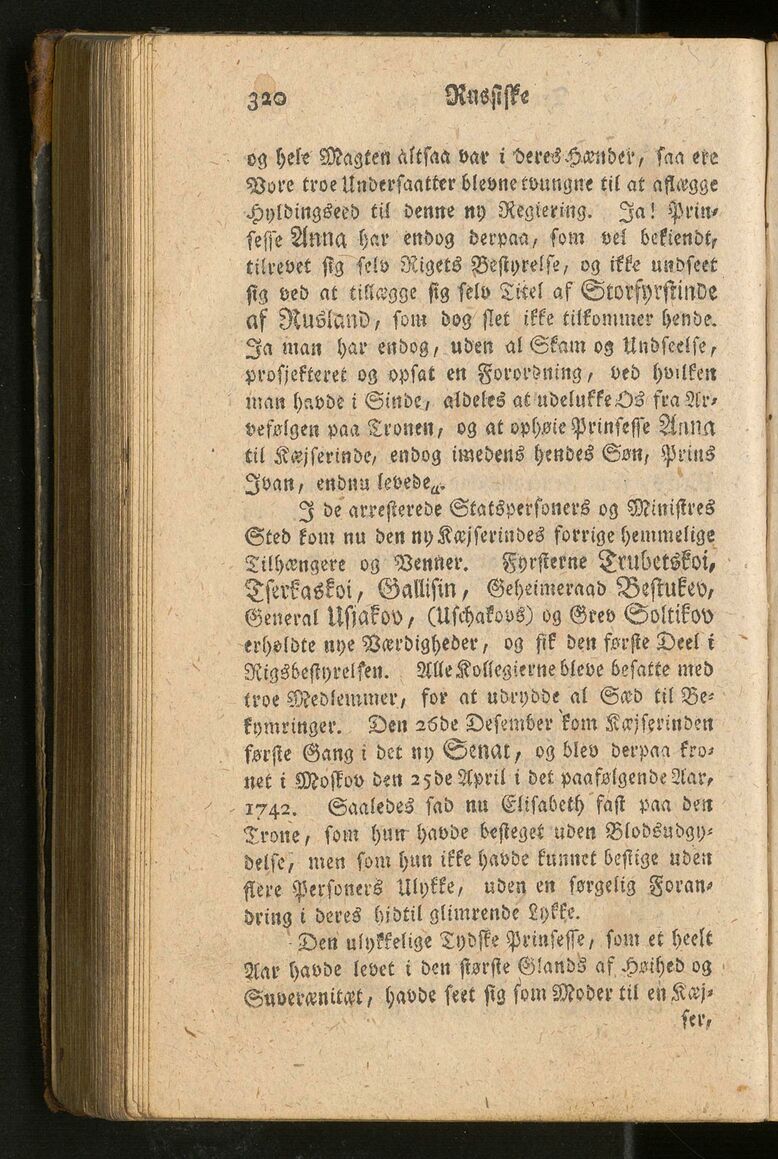 320 Russiske
og hele Magten altsaa var i deres Hænder, saa ere
Vore troe Undersaatter blevne tvungne til at aflægge
Hyldingseed til denne ny Regiering. Ja! Prin-
sesse Anna har endog derpaa, som vel bekiendt,
tilrevet sig selv Rigets Bestyrelse, og ikke undseet
sig ved at tillægge sig selv Titel af Storfyrstinde
af Rusland, som dog slet ikke tilkommer hende.
Ja man har endog, uden al Skam og Undseelse,
prosjekteret og opsat en Forordning, ved hvilken
man havde i Sinde, aldeles at udelukke Os fra Ar-
vefølgen paa Tronen, og at ophøie Prinsesse Anna
til Kæjserinde, endog imedens hendes Søn, Prins
Ivan, endnu levede„.
I de arresterede Statspersoners og Ministres
Sted kom nu den ny Kæjserindes forrige hemmelige
Tilhængere og Venner. Fyrsterne Trubetskoi,
Tserkaskoi, Gallisin, Geheimeraad Bestukev,
General Usjakov, (Uschakovs) og Grev Soltikov
erholdte nye Værdigheder, og fik den første Deel i
Rigsbestyrelsen. Alle Kollegierne bleve besatte med
troe Medlemmer, for at udrydde al Sæd til Be-
kymringer. Den 26de Desember kom Kæjserinden
første Gang i det ny Senat, og blev derpaa kro-
net i Moskov den 25de April i det paafølgende Aar,
1742. Saaledes sad nu Elisabeth fast paa den
Trone, som hun havde besteget uden Blodsudgy-
delse, men som hun ikke havde kunnet bestige uden
flere Personers Ulykke, uden en sørgelig Foran-
dring i deres hidtil glimrende Lykke.
Den ulykkelige Tydske Prinsesse, som et heelt
Aar havde levet i den største Glands af Høihed og
Suverænitæt, havde seet sig som Moder til en Kæj-
ser,